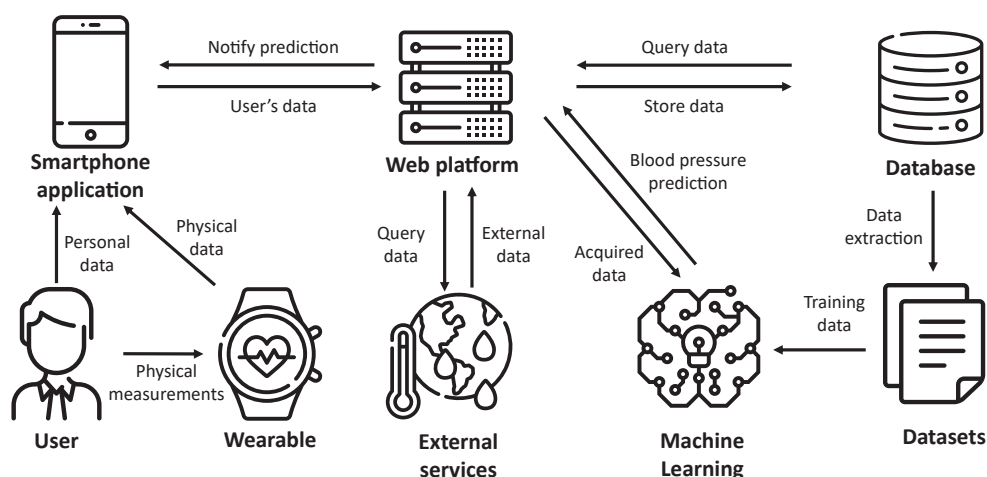 Notify prediction
User's data
Query data
Store data
Smartphone
application
Web platform
Database
Blood pressure
prediction
Personal
data
Physical
data
Query
data
External
data
Acquired
data
Data
extraction
Training
data
Physical
measurements
User
Wearable
External
services
Machine
Learning
Datasets